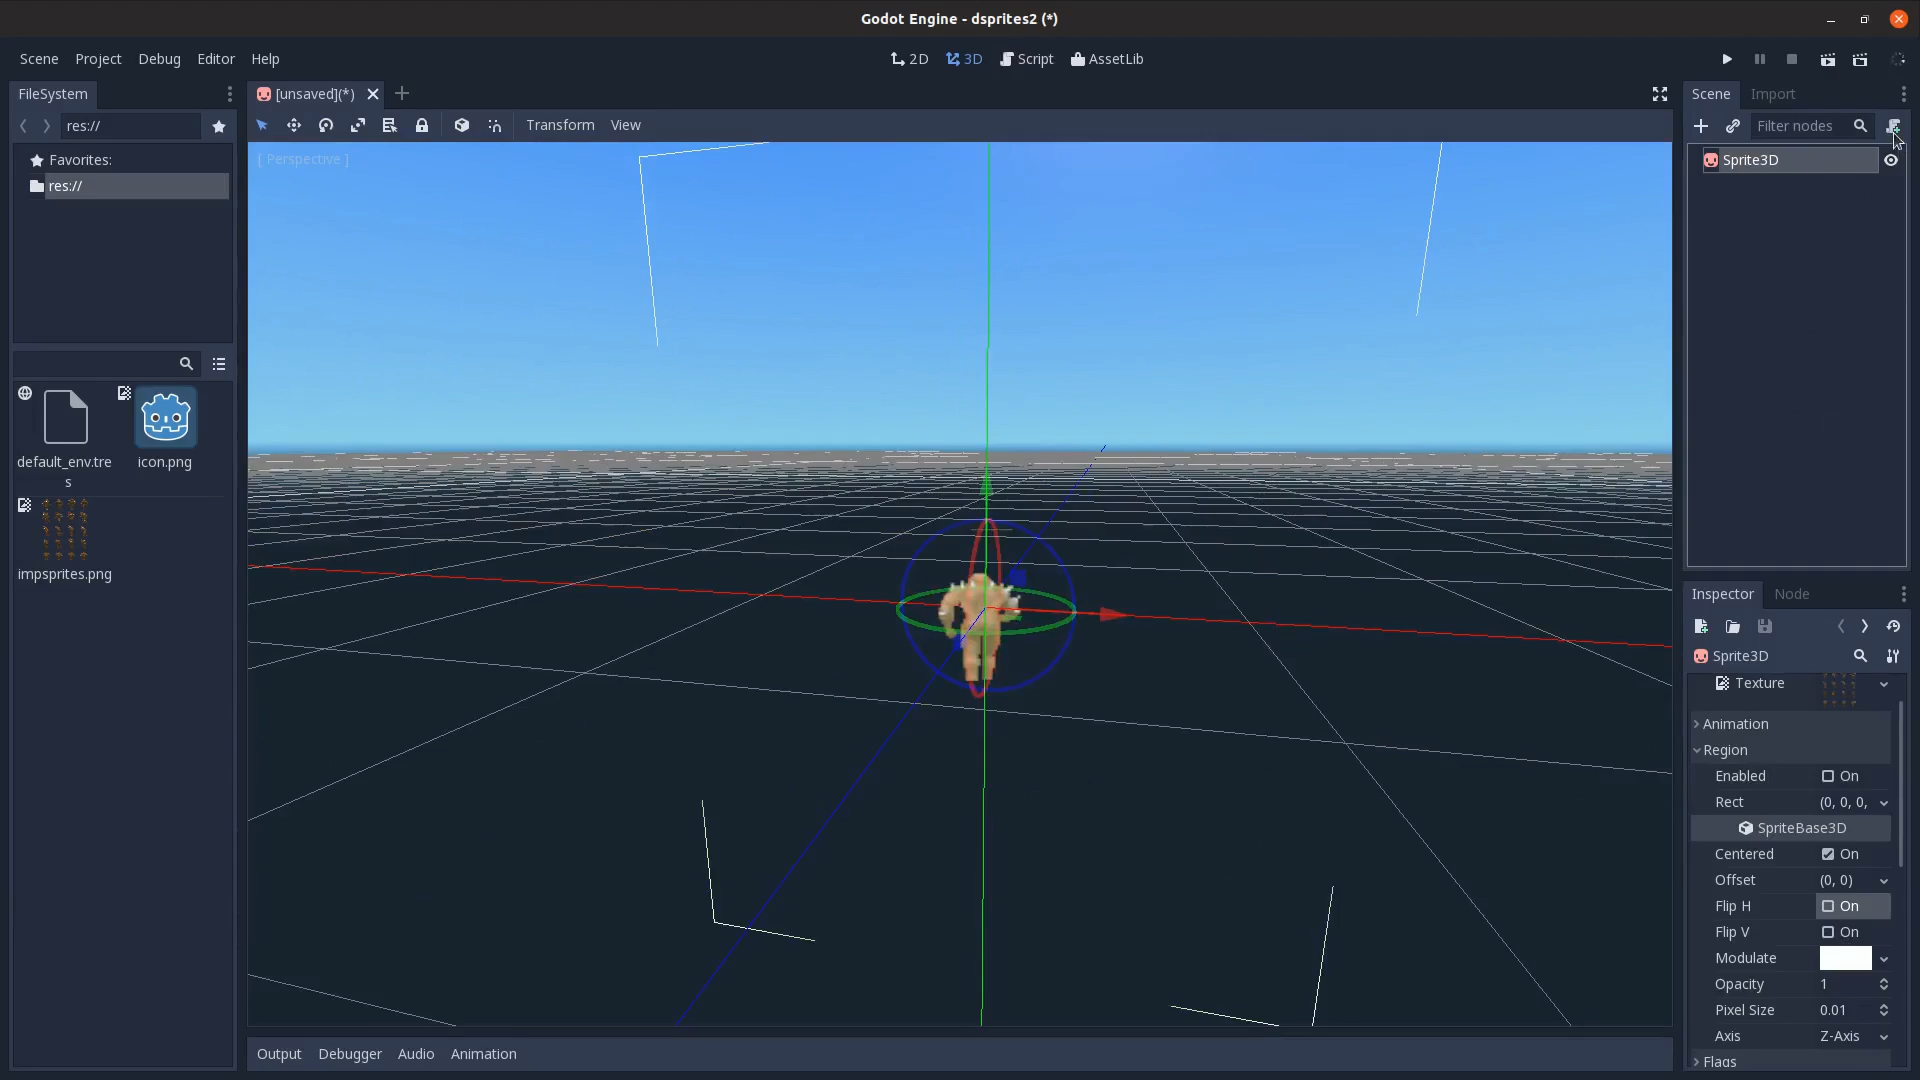 Godot Engine - dsprites2 (*)
Scene Project Debug Editor Help
2D 3D Script AssetLib
FileSystem
res://
Favorites:
res://
default_env.tre
s
icon.png
impsprites.png
[unsaved](*)
Transform View
[ Perspective ]
Output Debugger Audio Animation
Scene Import
Filter nodes
Sprite3D
Inspector Node
Sprite3D
Texture
Animation
Region
Enabled On
Rect (0, 0, 0,
SpriteBase3D
Centered On
Offset (0, 0)
Flip H On
Flip V On
Modulate
Opacity 1
Pixel Size 0.01
Axis Z-Axis
Flags